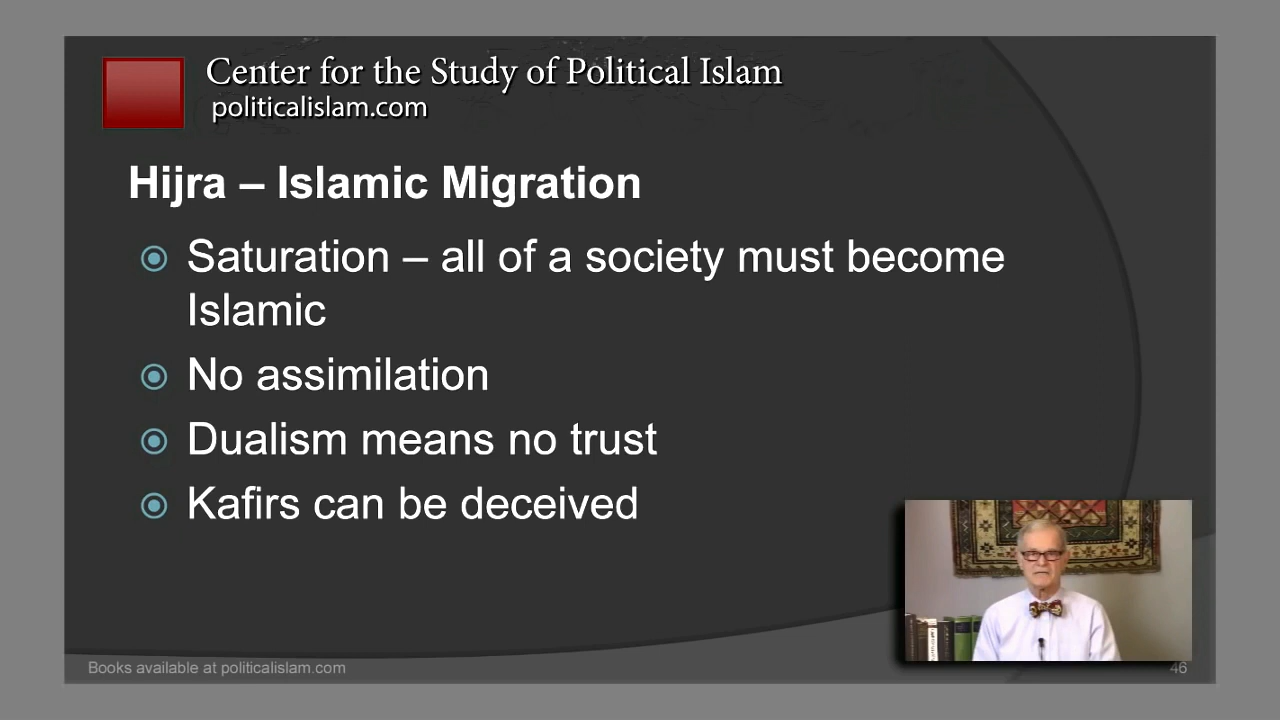 Center for the Study of Political Islam
politicalislam.com
Hijra – Islamic Migration
Saturation – all of a society must become
Islamic
No assimilation
Dualism means no trust
Kafirs can be deceived
Books available at politicalislam.com
46